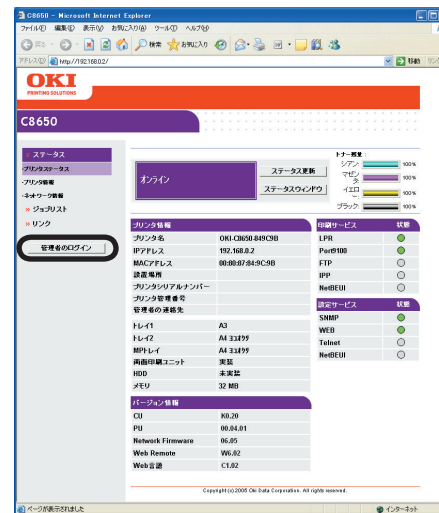 C8650 - Microsoft Internet Explorer
ファイル(F) 編集(E) 表示(V) お気に入り(A) ツール(T) ヘルプ(H)
戻る 検索 お気に入り
アドレス(D) http://192.168.0.2/ 移動
OKI
PRINTING SOLUTIONS
C8650
ステータス
プリンタステータス
プリンタ情報
ネットワーク情報
ジョブリスト
リンク
管理者のログイン
オンライン
ステータス更新
ステータスウィンドウ
トナー残量:
シアン: 100%
マゼンタ: 100%
イエロー: 100%
ブラック: 100%
プリンタ情報
プリンタ名 OKI-C8650-849C9B
IPアドレス 192.168.0.2
MACアドレス 00:80:87:84:9C:9B
設置場所
プリンタシリアルナンバー
プリンタ管理番号
管理者の連絡先
トレイ1 A3
トレイ2 A4 ヨコオクリ
MPトレイ A4 ヨコオクリ
両面印刷ユニット 実装
HDD 未実装
メモリ 32 MB
バージョン情報
CU K0.20
PU 00.04.01
Network Firmware 06.05
Web Remote W6.02
Web言語 C1.02
印刷サービス 状態
LPR
Port9100
FTP
IPP
NetBEUI
設定サービス 状態
SNMP
WEB
Telnet
NetBEUI
Copyright (c) 2005 Oki Data Corporation. All rights reserved.
ページが表示されました
インターネット